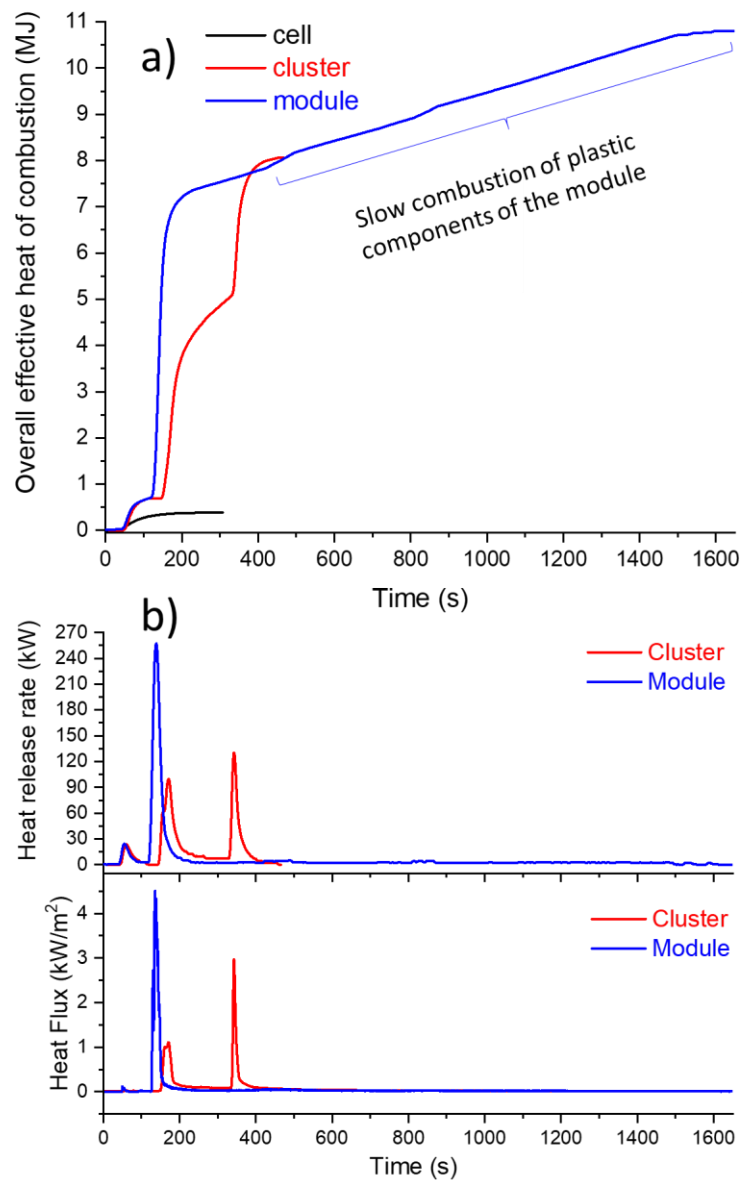 a)
cell
cluster
module
Overall effective heat of combustion (MJ)
11
10
9
8
7
6
5
4
3
2
1
0
Slow combustion of plastic
components of the module
0 200 400 600 800 1000 1200 1400 1600
Time (s)
b)
Heat release rate (kW)
270
240
210
180
150
120
90
60
30
0
Cluster
Module
Heat Flux (kW/m²)
4
3
2
1
0
Cluster
Module
0 200 400 600 800 1000 1200 1400 1600
Time (s)